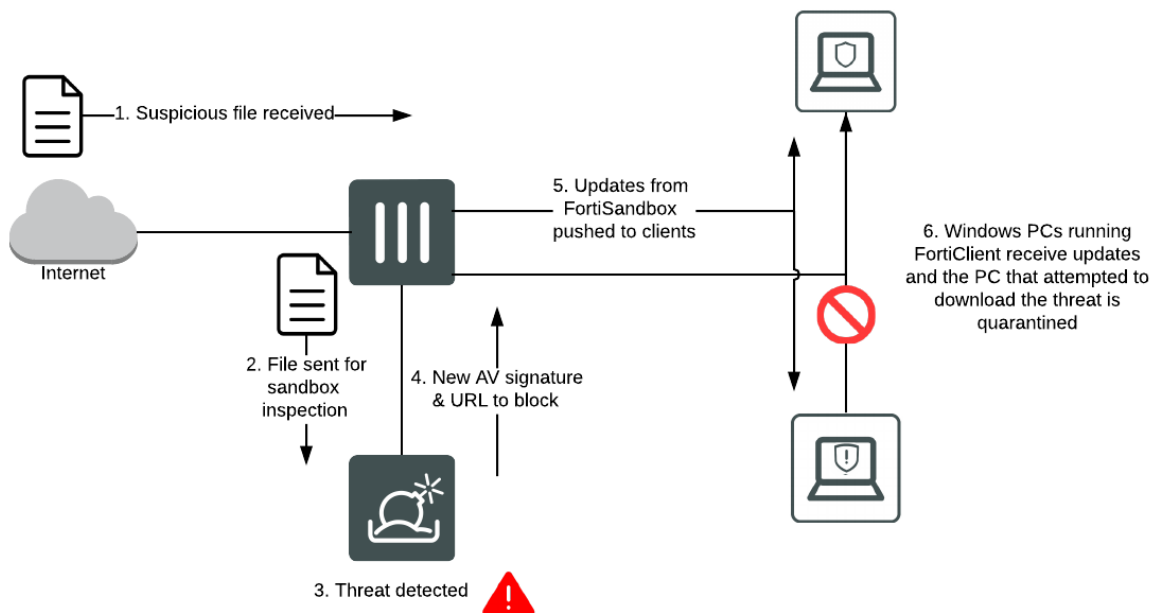 1. Suspicious file received
Internet
2. File sent for
sandbox
inspection
3. Threat detected
4. New AV signature
& URL to block
5. Updates from
FortiSandbox
pushed to clients
6. Windows PCs running
FortiClient receive updates
and the PC that attempted to
download the threat is
quarantined